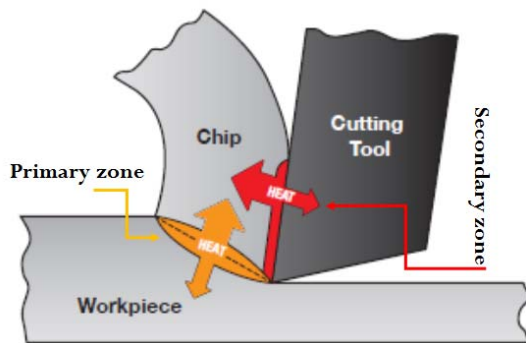 Chip
Cutting
Tool
Primary zone
HEAT
HEAT
Secondary zone
Workpiece